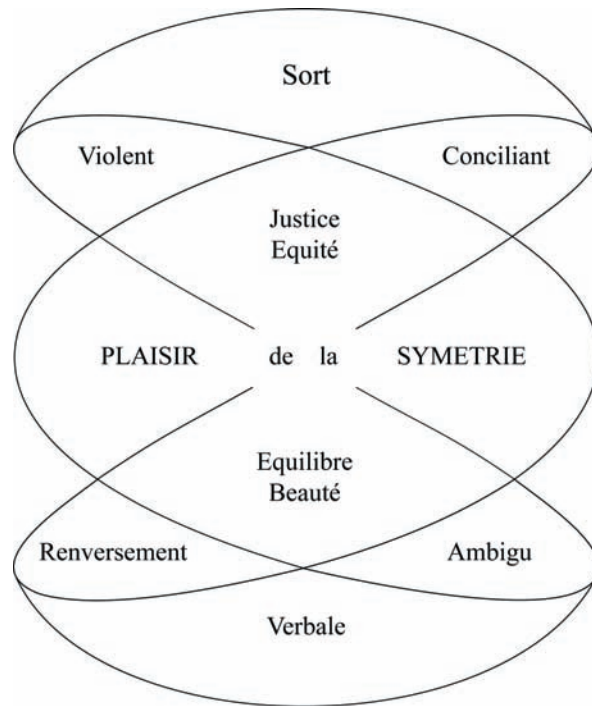 Sort
Violent Conciliant
Justice
Equité
PLAISIR de la SYMETRIE
Equilibre
Beauté
Renversement Ambigu
Verbale